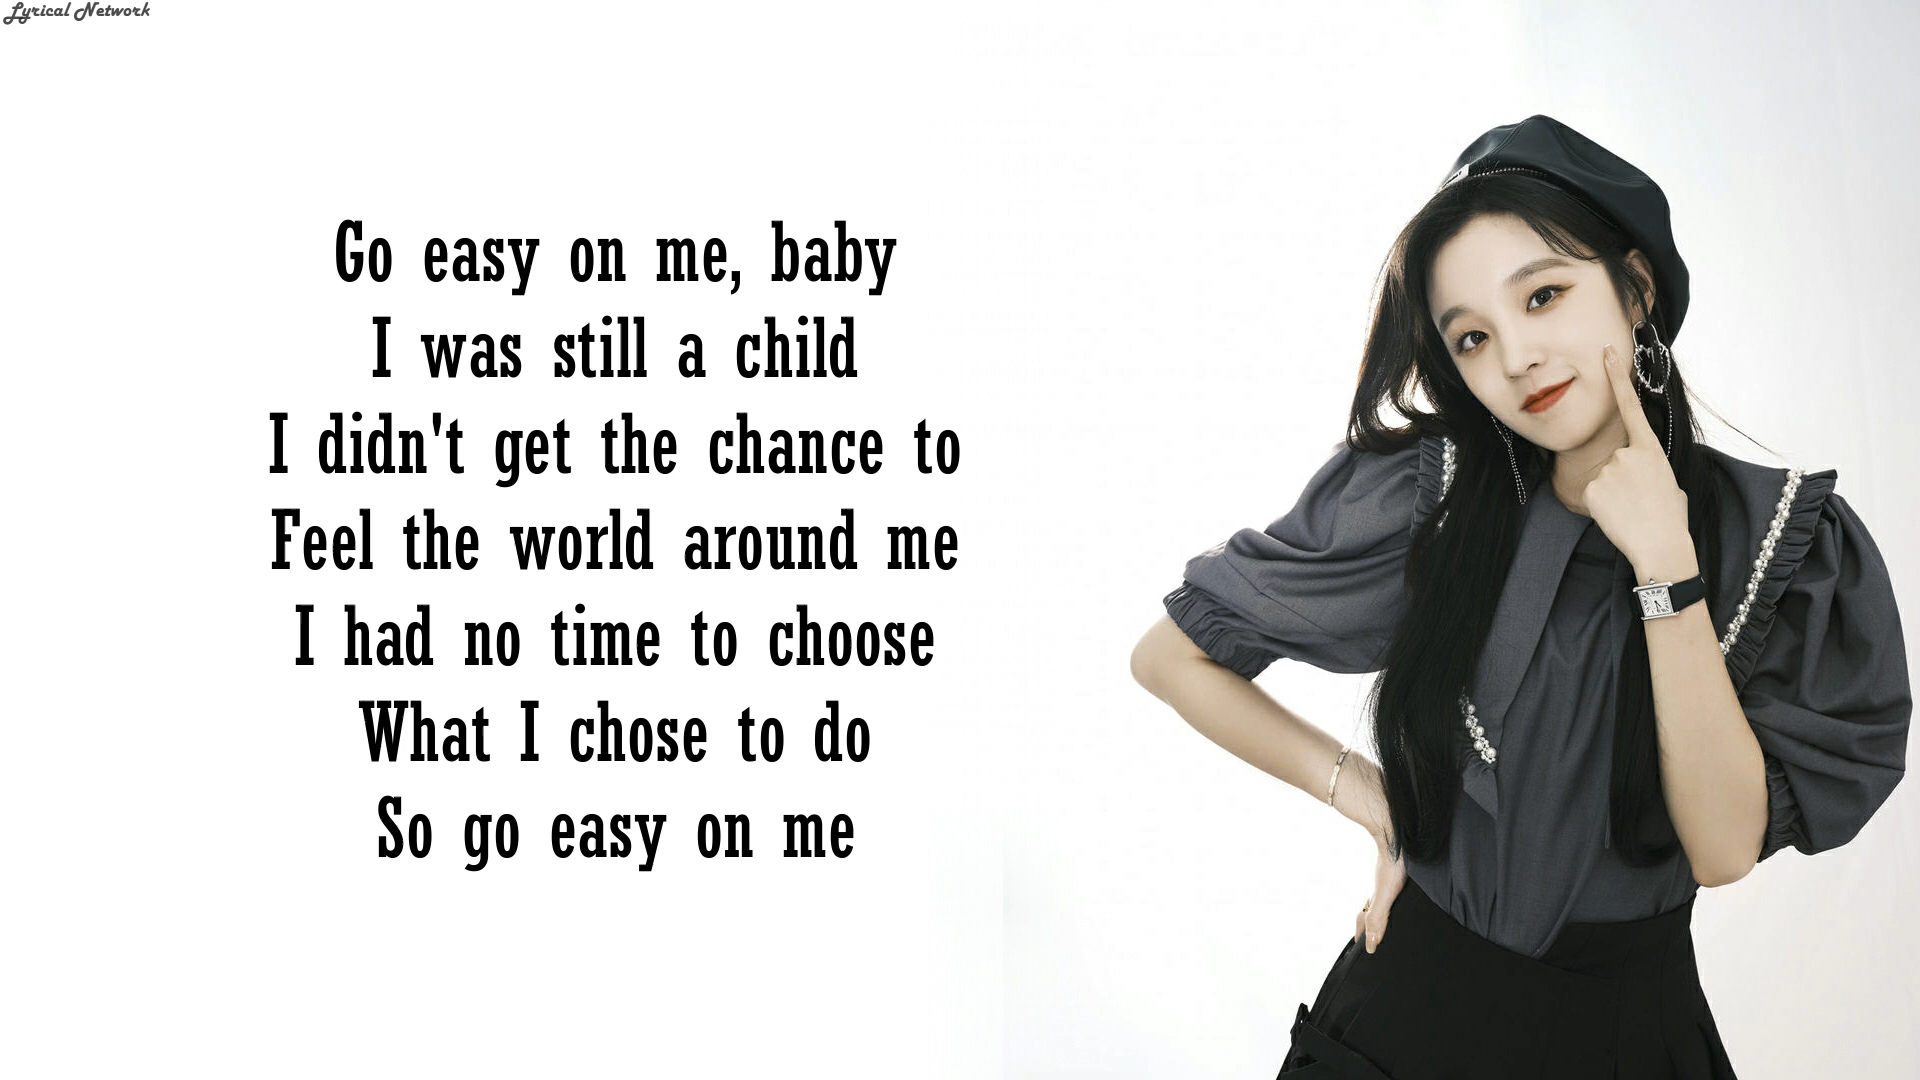 Lyrical Network
Go easy on me, baby
I was still a child
I didn't get the chance to
Feel the world around me
I had no time to choose
What I chose to do
So go easy on me